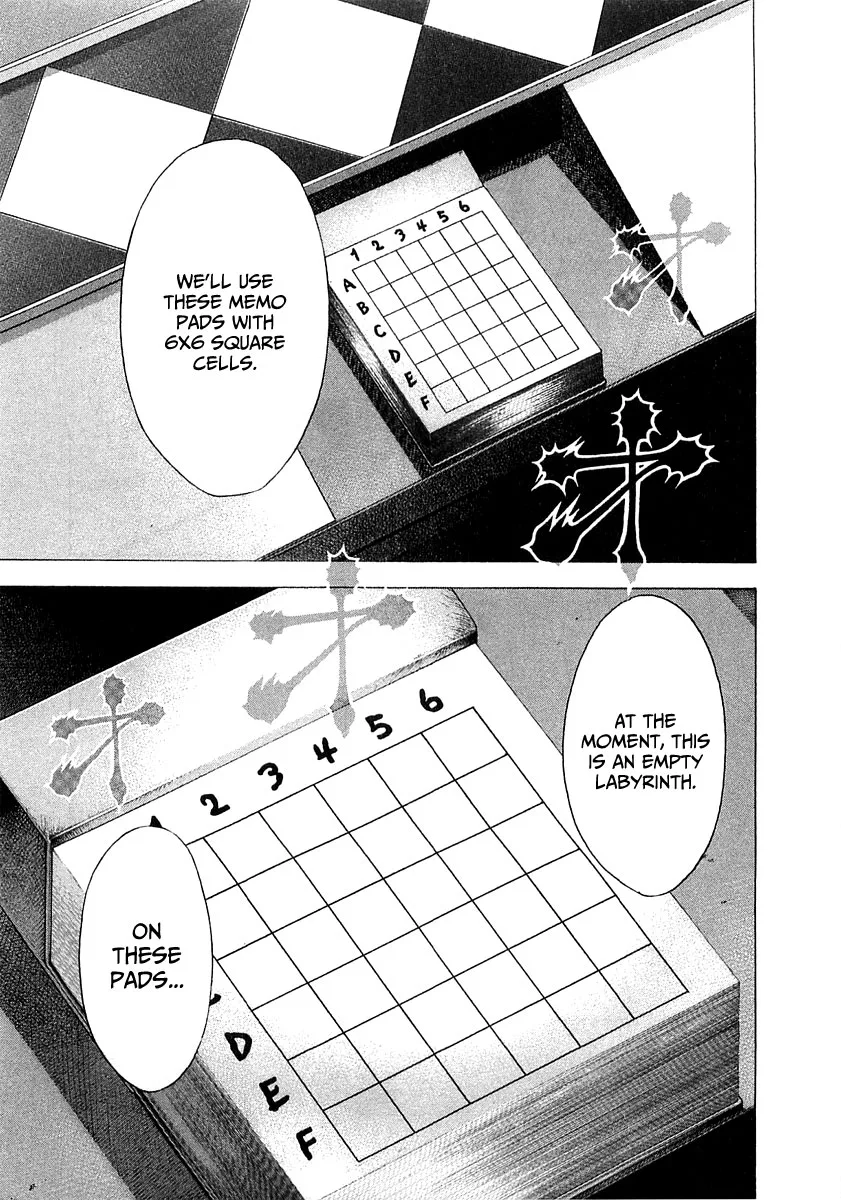 WE'LL USE
THESE MEMO
PADS WITH
6X6 SQUARE
CELLS.
1 2 3 4 5 6
A
B
C
D
E
F
AT THE
MOMENT, THIS
IS AN EMPTY
LABYRINTH.
2 3 4 5 6
ON
THESE
PADS...
D
E
F